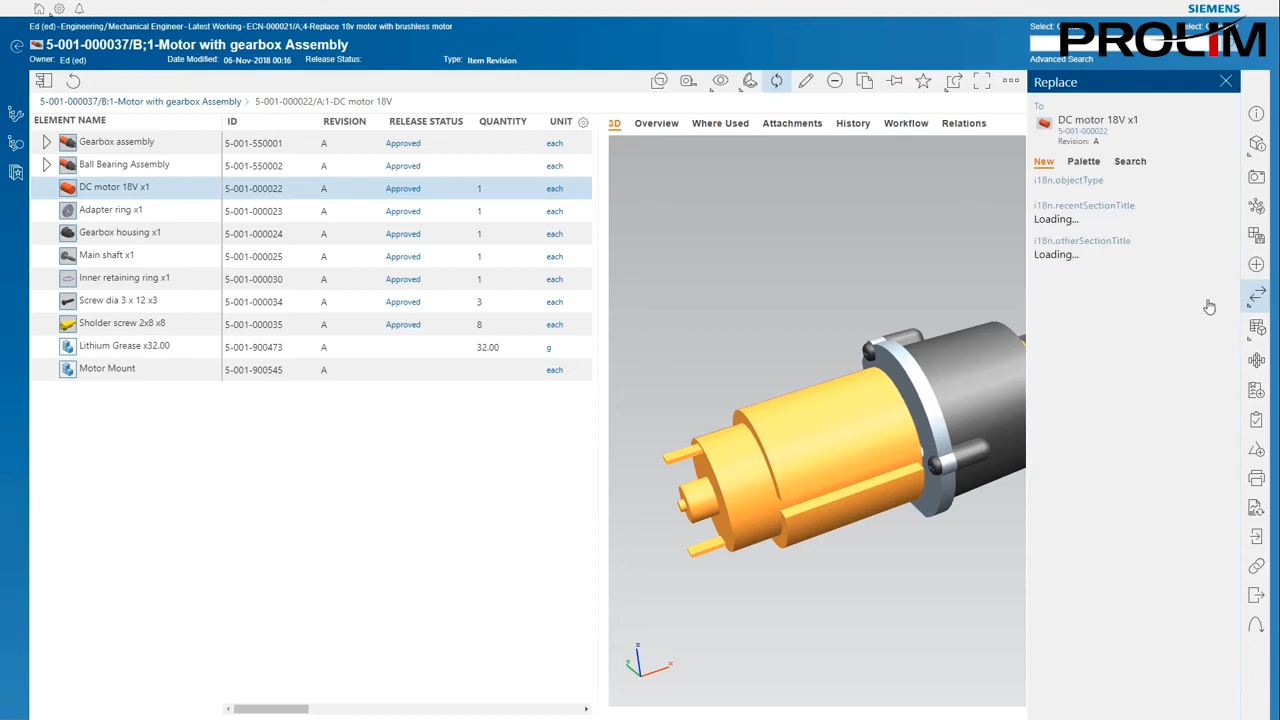 SIEMENS
Ed (ed)-Engineering/Mechanical Engineer-Latest Working-ECN-000021/A;4-Replace 18v motor with brushless motor
5-001-000037/B;1-Motor with gearbox Assembly
Owner: Ed (ed) Date Modified: 06-Nov-2018 00:16 Release Status: Type: Item Revision
Select:
Select:
PROLIM
Advanced Search
5-001-000037/B;1-Motor with gearbox Assembly > 5-001-000022/A;1-DC motor 18V
ELEMENT NAME ID REVISION RELEASE STATUS QUANTITY UNIT
Gearbox assembly 5-001-550001 A Approved each
Ball Bearing Assembly 5-001-550002 A Approved each
DC motor 18V x1 5-001-000022 A Approved 1 each
Adapter ring x1 5-001-000023 A Approved 1 each
Gearbox housing x1 5-001-000024 A Approved 1 each
Main shaft x1 5-001-000025 A Approved 1 each
Inner retaining ring x1 5-001-000030 A Approved 1 each
Screw dia 3 x 12 x3 5-001-000034 A Approved 3 each
Sholder screw 2x8 x8 5-001-000035 A Approved 8 each
Lithium Grease x32.00 5-001-900473 A 32.00 g
Motor Mount 5-001-900545 A each
3D Overview Where Used Attachments History Workflow Relations
Replace
To
DC motor 18V x1
5-001-000022
Revision: A
New Palette Search
i18n.objectType
i18n.recentSectionTitle
Loading...
i18n.otherSectionTitle
Loading...